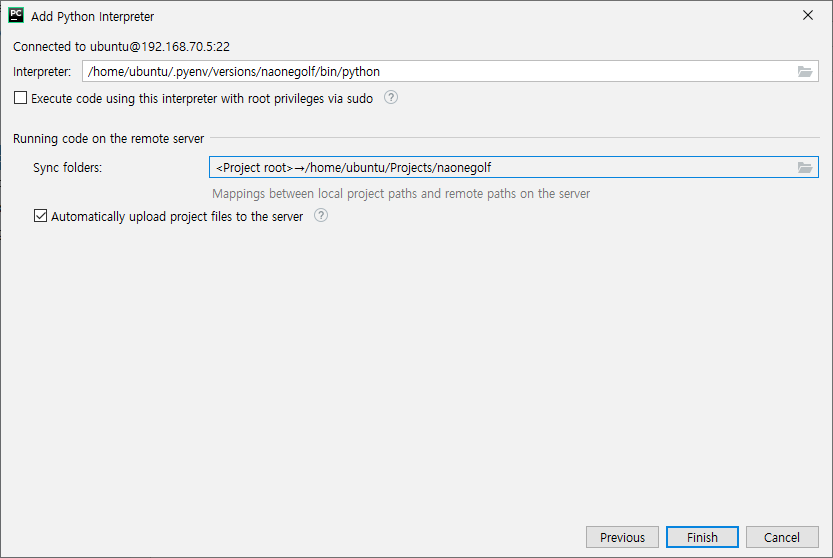 PC
Add Python Interpreter
Connected to ubuntu@192.168.70.5:22
Interpreter: /home/ubuntu/.pyenv/versions/naonegolf/bin/python
Execute code using this interpreter with root privileges via sudo ?
Running code on the remote server
Sync folders: <Project root>→/home/ubuntu/Projects/naonegolf
Mappings between local project paths and remote paths on the server
Automatically upload project files to the server ?
Previous Finish Cancel